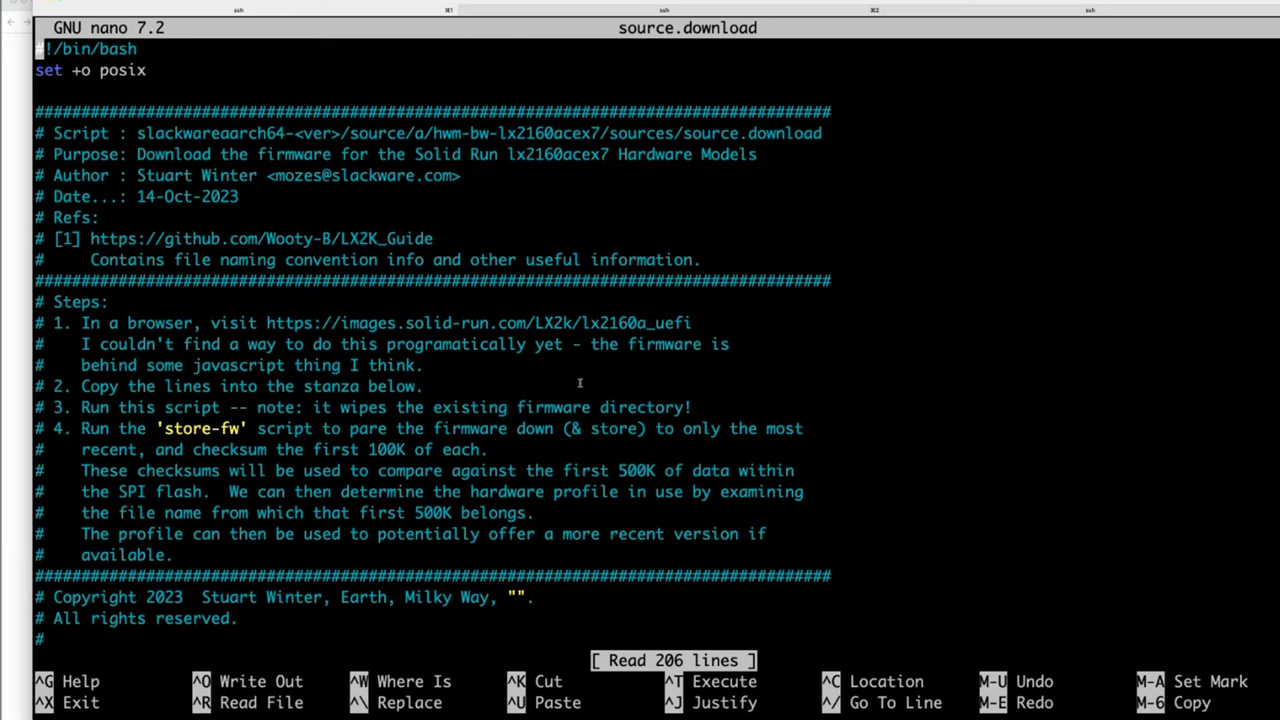 ssh ⌘1 ssh ⌘2 ssh
GNU nano 7.2 source.download
#!/bin/bash
set +o posix
######################################################################################
# Script : slackwareaarch64-<ver>/source/a/hwm-bw-lx2160acex7/sources/source.download
# Purpose: Download the firmware for the Solid Run lx2160acex7 Hardware Models
# Author : Stuart Winter <mozes@slackware.com>
# Date...: 14-Oct-2023
# Refs:
# [1] https://github.com/Wooty-B/LX2K_Guide
#     Contains file naming convention info and other useful information.
######################################################################################
# Steps:
# 1. In a browser, visit https://images.solid-run.com/LX2k/lx2160a_uefi
#    I couldn't find a way to do this programatically yet - the firmware is
#    behind some javascript thing I think.
# 2. Copy the lines into the stanza below.
# 3. Run this script -- note: it wipes the existing firmware directory!
# 4. Run the 'store-fw' script to pare the firmware down (& store) to only the most
#    recent, and checksum the first 100K of each.
#    These checksums will be used to compare against the first 500K of data within
#    the SPI flash.  We can then determine the hardware profile in use by examining
#    the file name from which that first 500K belongs.
#    The profile can then be used to potentially offer a more recent version if
#    available.
######################################################################################
# Copyright 2023  Stuart Winter, Earth, Milky Way, "".
# All rights reserved.
#
[ Read 206 lines ]
^G Help ^O Write Out ^W Where Is ^K Cut ^T Execute ^C Location M-U Undo M-A Set Mark
^X Exit ^R Read File ^\ Replace ^U Paste ^J Justify ^/ Go To Line M-E Redo M-6 Copy